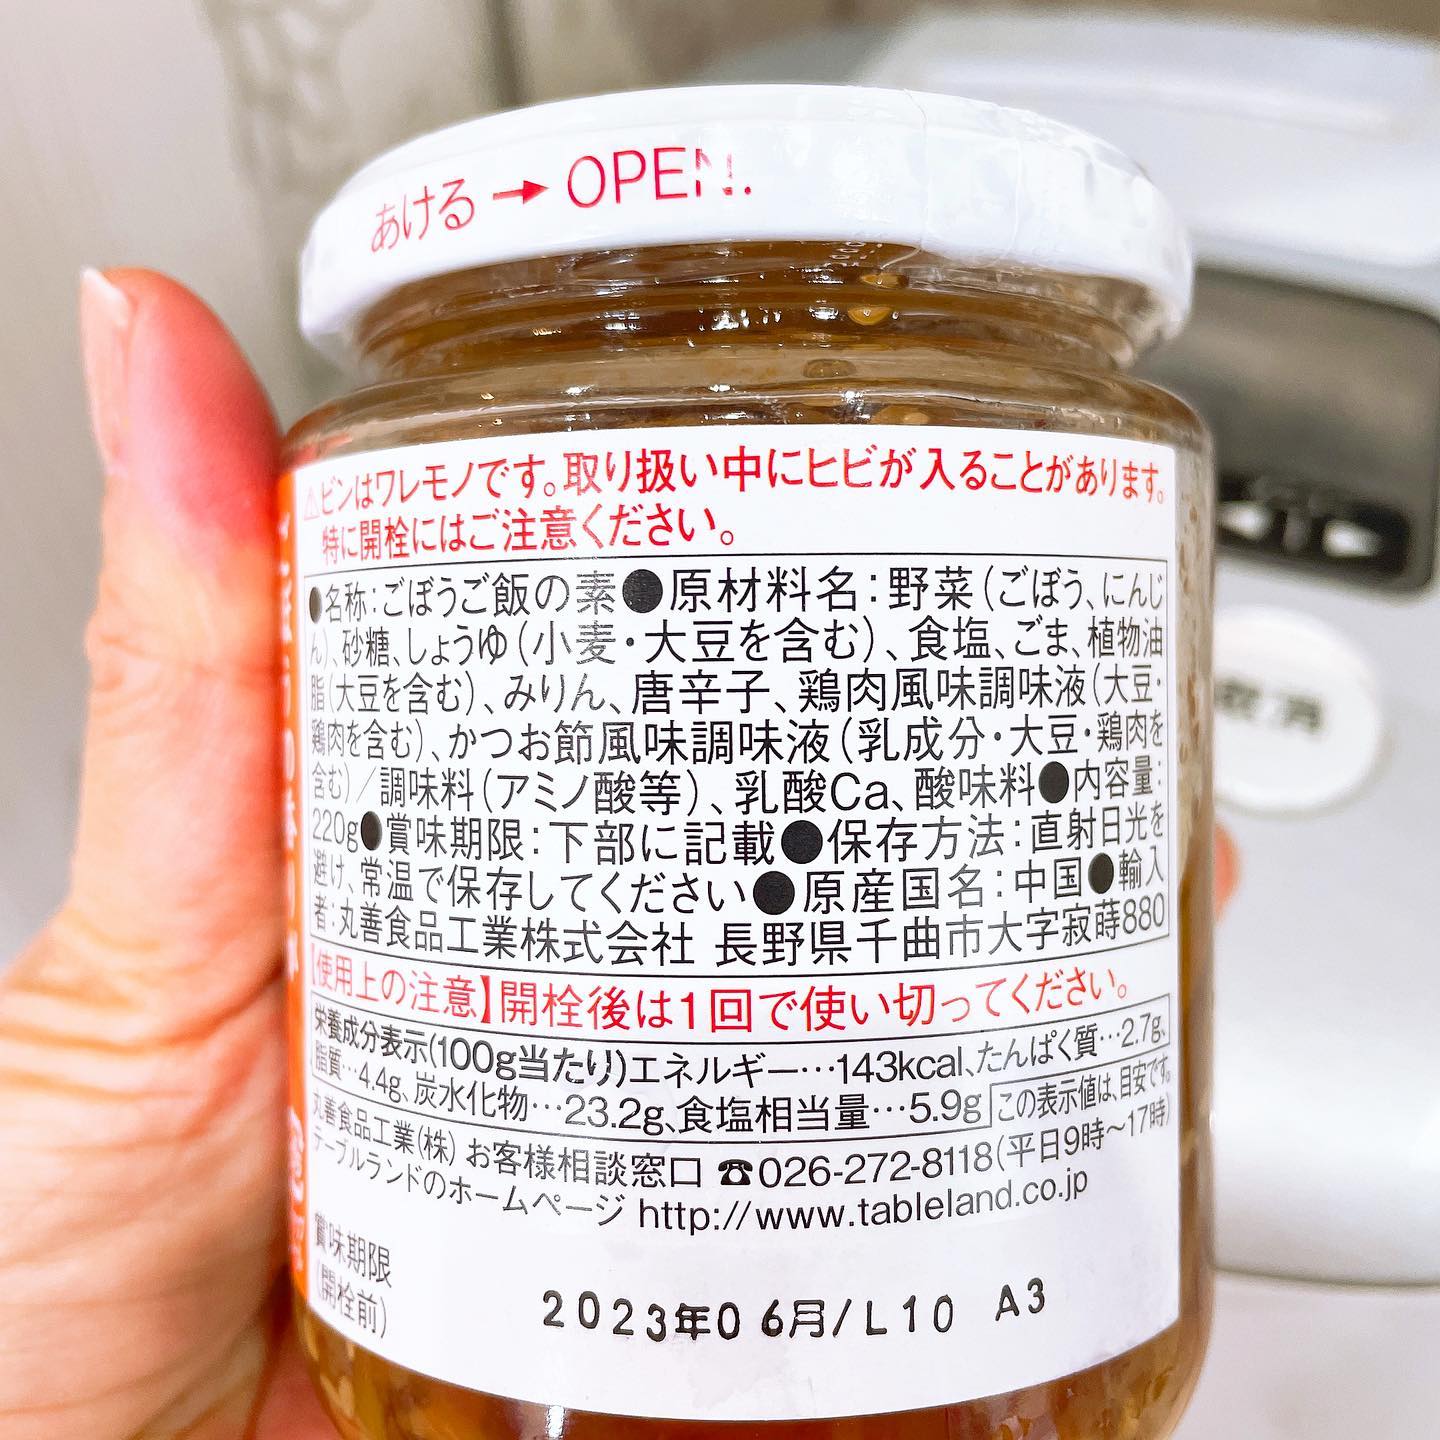 あける→OPEN.
⚠ビンはワレモノです。取り扱い中にヒビが入ることがあります。
特に開栓にはご注意ください。
●名称:ごぼうご飯の素●原材料名:野菜(ごぼう、にんじ
ん)、砂糖、しょうゆ(小麦・大豆を含む)、食塩、ごま、植物油
脂(大豆を含む)、みりん、唐辛子、鶏肉風味調味液(大豆・
鶏肉を含む)、かつお節風味調味液(乳成分・大豆・鶏肉を
含む)/調味料(アミノ酸等)、乳酸Ca、酸味料●内容量:
220g●賞味期限:下部に記載●保存方法:直射日光を
避け、常温で保存してください●原産国名:中国●輸入
者:丸善食品工業株式会社 長野県千曲市大字寂蒔880
【使用上の注意】開栓後は1回で使い切ってください。
栄養成分表示(100g当たり)エネルギー…143kcal、たんぱく質…2.7g、
脂質…4.4g、炭水化物…23.2g、食塩相当量…5.9g この表示値は、目安です。
丸善食品工業(株) お客様相談窓口 ☎026-272-8118(平日9時〜17時)
テーブルランドのホームページ http://www.tableland.co.jp
賞味期限
(開栓前)
2023年06月/L10 A3
取消